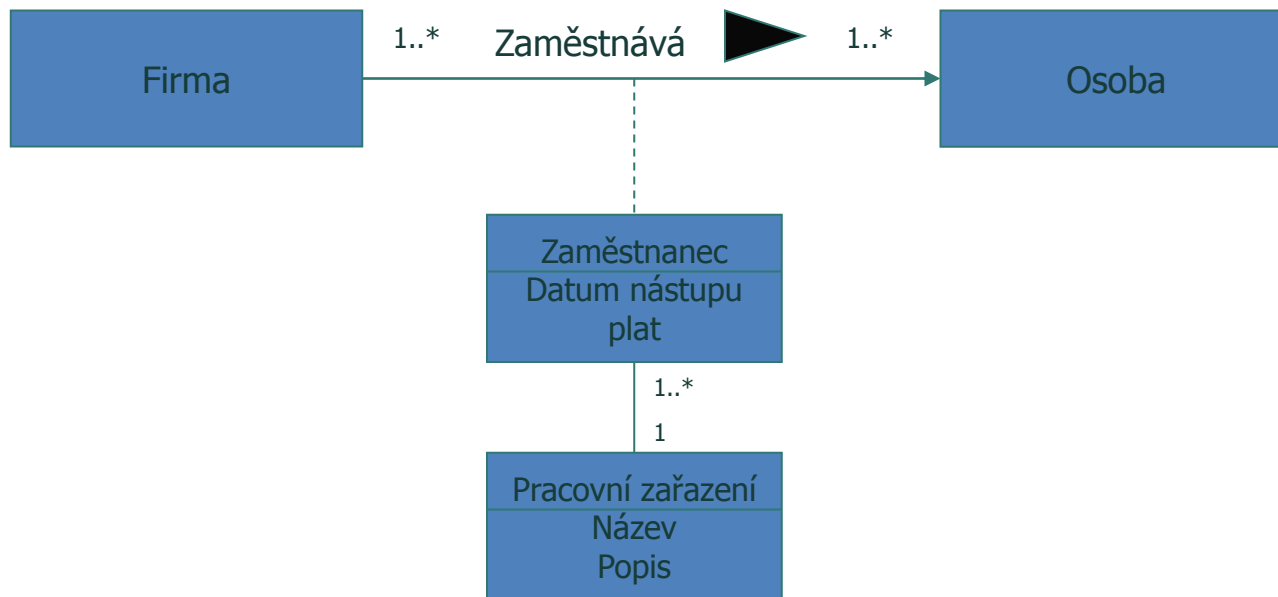 1..* Zaměstnává 1..*
Firma
Osoba
Zaměstnanec
Datum nástupu
plat
1..*
1
Pracovní zařazení
Název
Popis